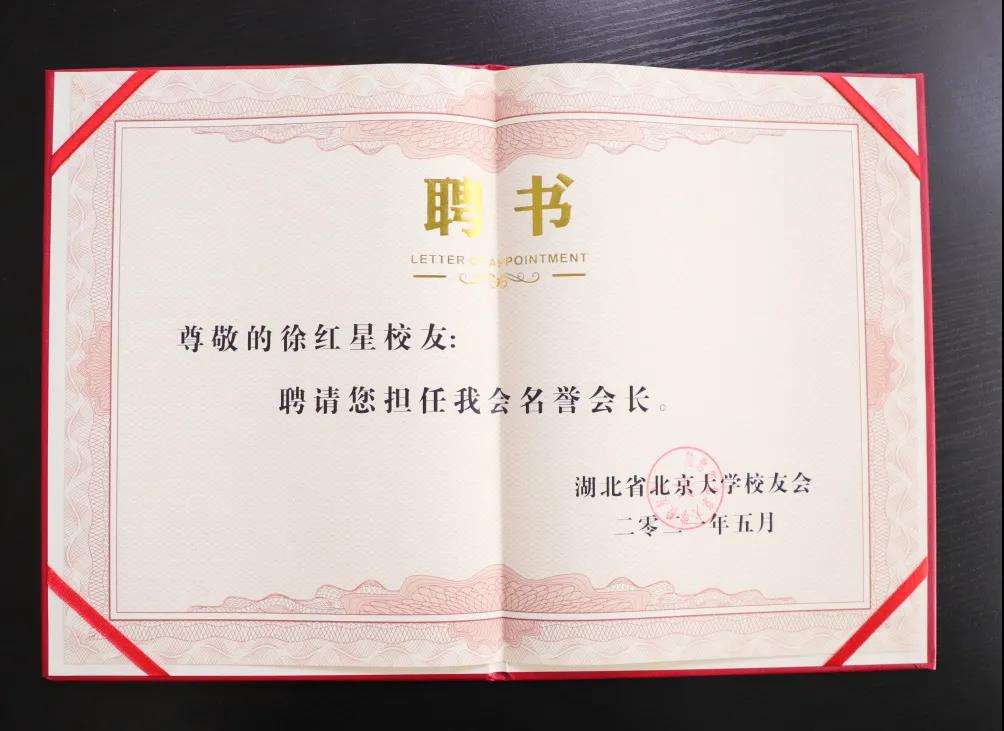 聘书
LETTER OF APPOINTMENT
尊敬的徐红星校友:
聘请您担任我会名誉会长。
湖北省北京大学校友会
二零二一年五月